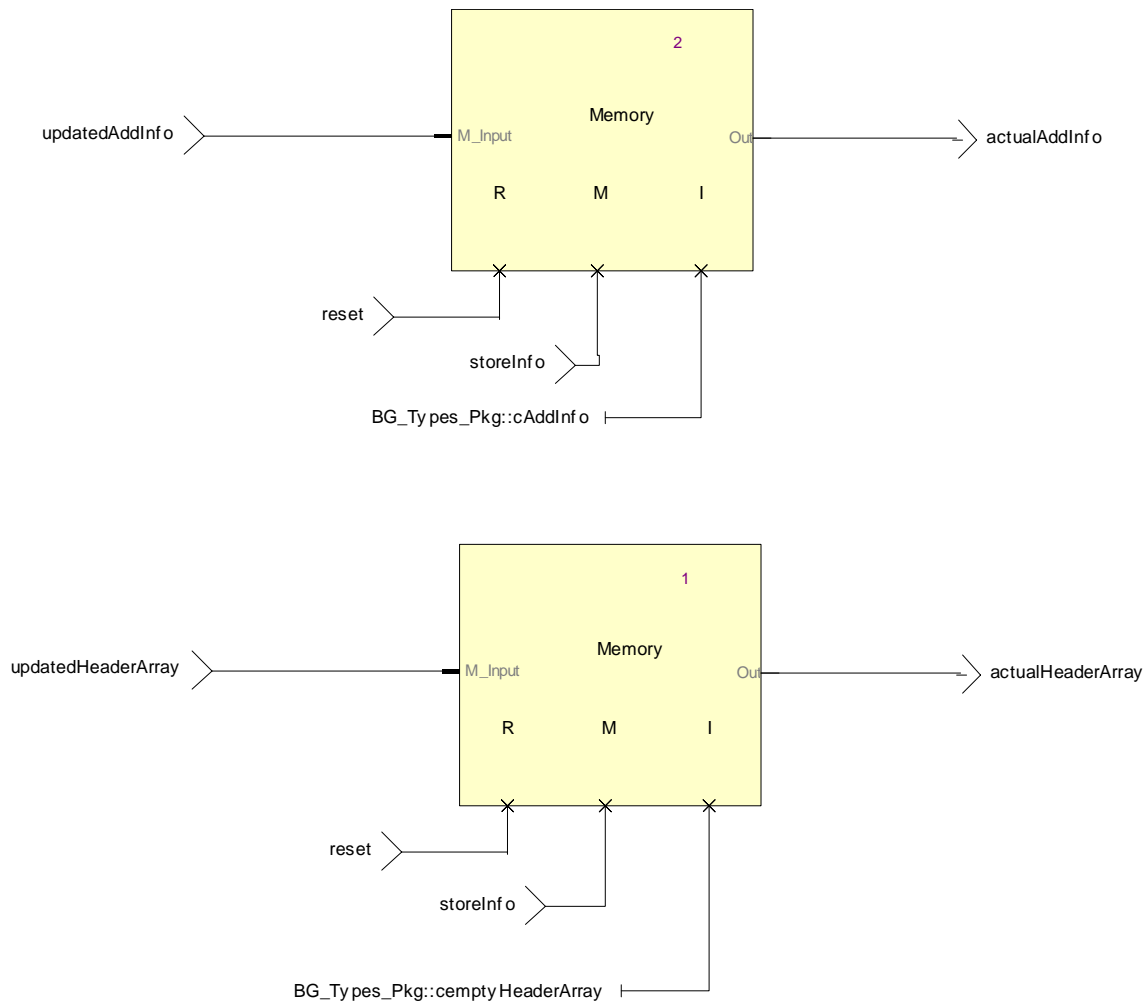 2
Memory
updatedAddInfo
M_Input
Out
actualAddInfo
R M I
reset
storeInfo
BG_Types_Pkg::cAddInfo
1
Memory
updatedHeaderArray
M_Input
Out
actualHeaderArray
R M I
reset
storeInfo
BG_Types_Pkg::cemptyHeaderArray